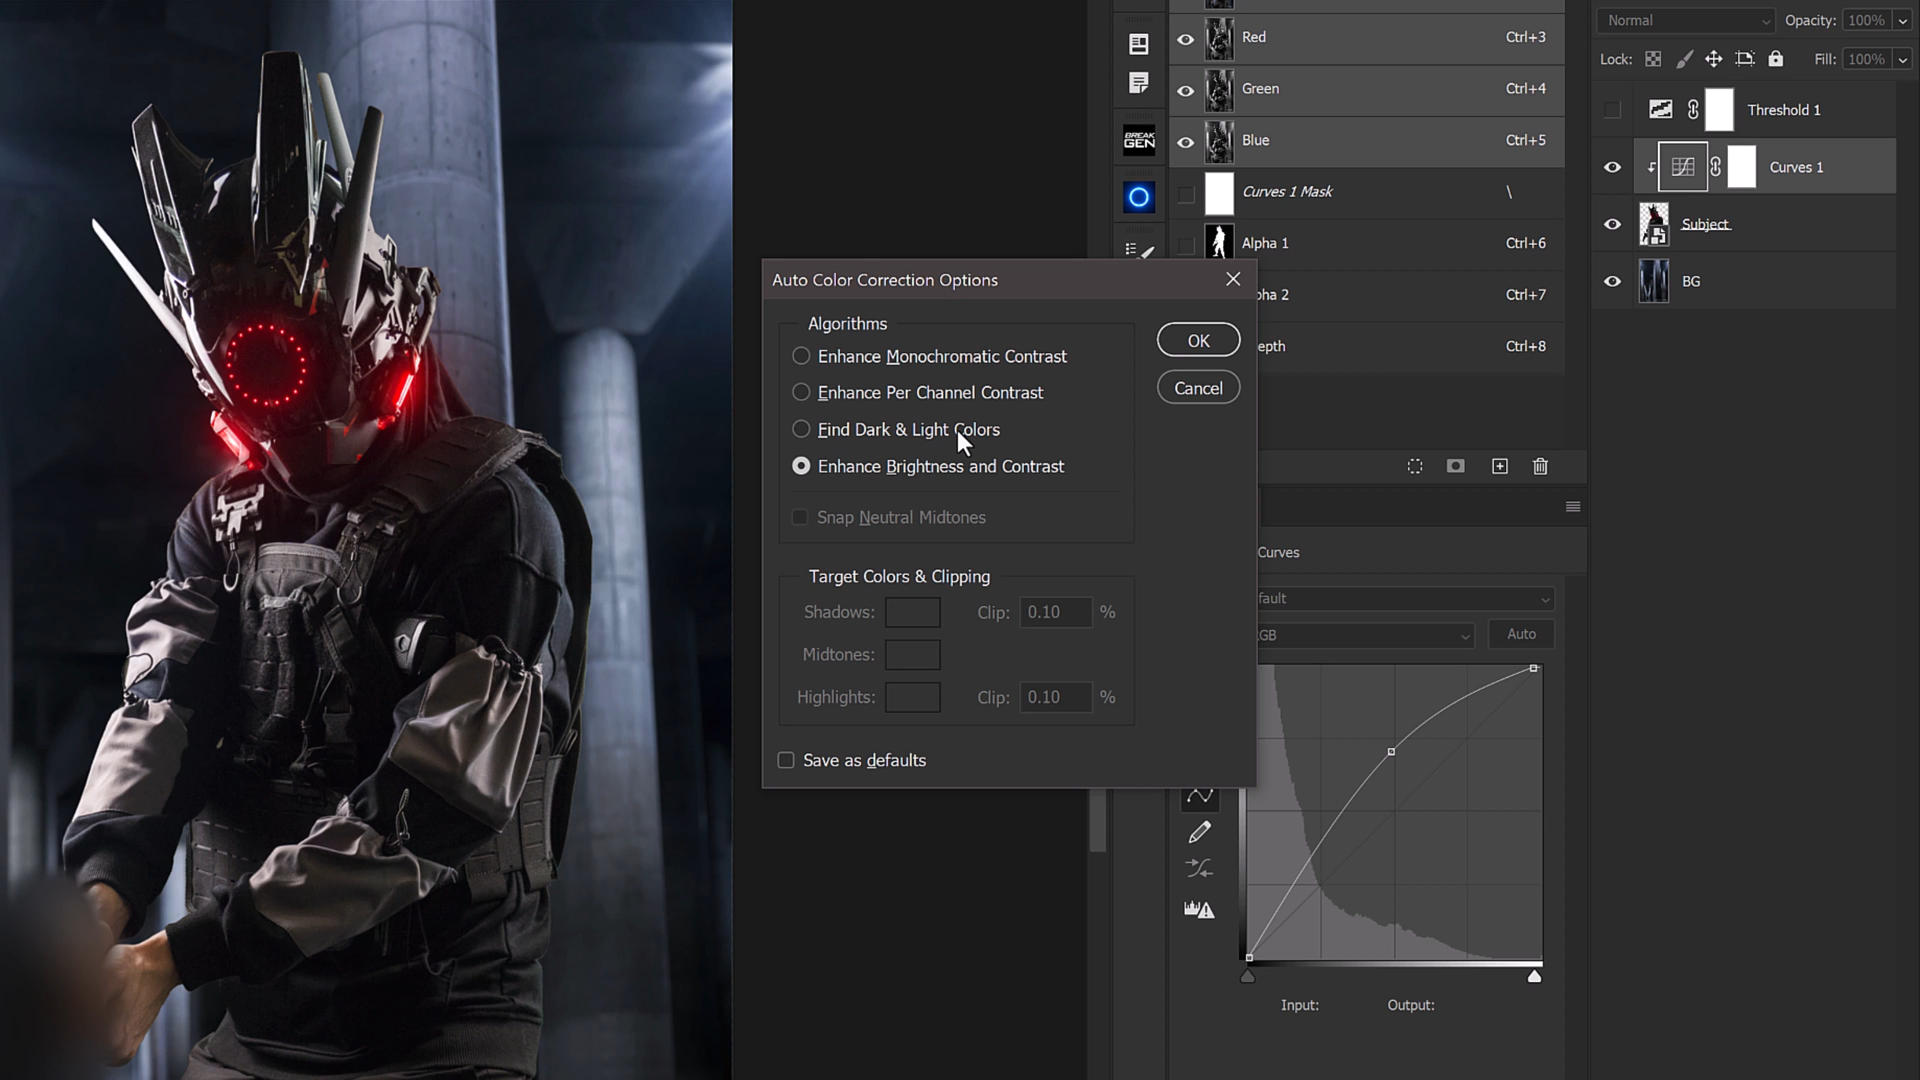 Normal
Opacity:
100%
Lock:
Fill:
100%
Red
Ctrl+3
Green
Ctrl+4
Blue
Ctrl+5
Curves 1 Mask
\
Alpha 1
Ctrl+6
pha 2
Ctrl+7
epth
Ctrl+8
BREAK
GEN
Threshold 1
Curves 1
Subject
BG
Auto Color Correction Options
Algorithms
Enhance Monochromatic Contrast
Enhance Per Channel Contrast
Find Dark & Light Colors
Enhance Brightness and Contrast
Snap Neutral Midtones
OK
Cancel
Target Colors & Clipping
Shadows:
Clip:
0.10
%
Midtones:
Highlights:
Clip:
0.10
%
Save as defaults
Curves
fault
GB
Auto
Input:
Output: